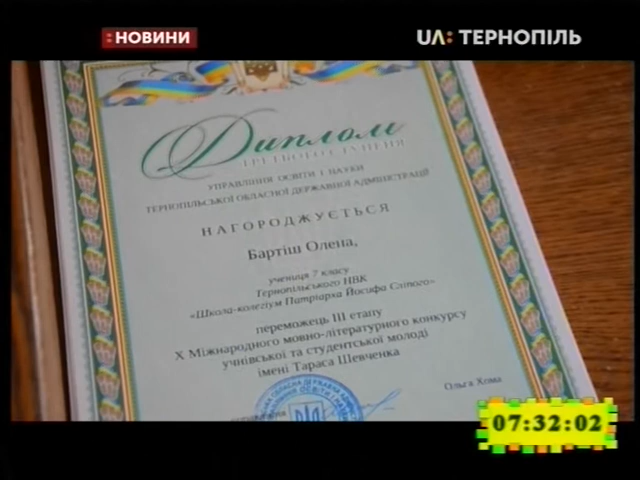 НОВИНИ
UA: ТЕРНОПІЛЬ
Диплом
ТРЕТЬОГО СТУПЕНЯ
УПРАВЛІННЯ ОСВІТИ І НАУКИ
ТЕРНОПІЛЬСЬКОЇ ОБЛАСНОЇ ДЕРЖАВНОЇ АДМІНІСТРАЦІЇ
НАГОРОДЖУЄТЬСЯ
Бартіш Олена,
учениця 7 класу
Тернопільського НВК
«Школа-колегіум Патріарха Йосифа Сліпого»
переможець ІІІ етапу
Х Міжнародного мовно-літературного конкурсу
учнівської та студентської молоді
імені Тараса Шевченка
Ольга Хома
07:32:02